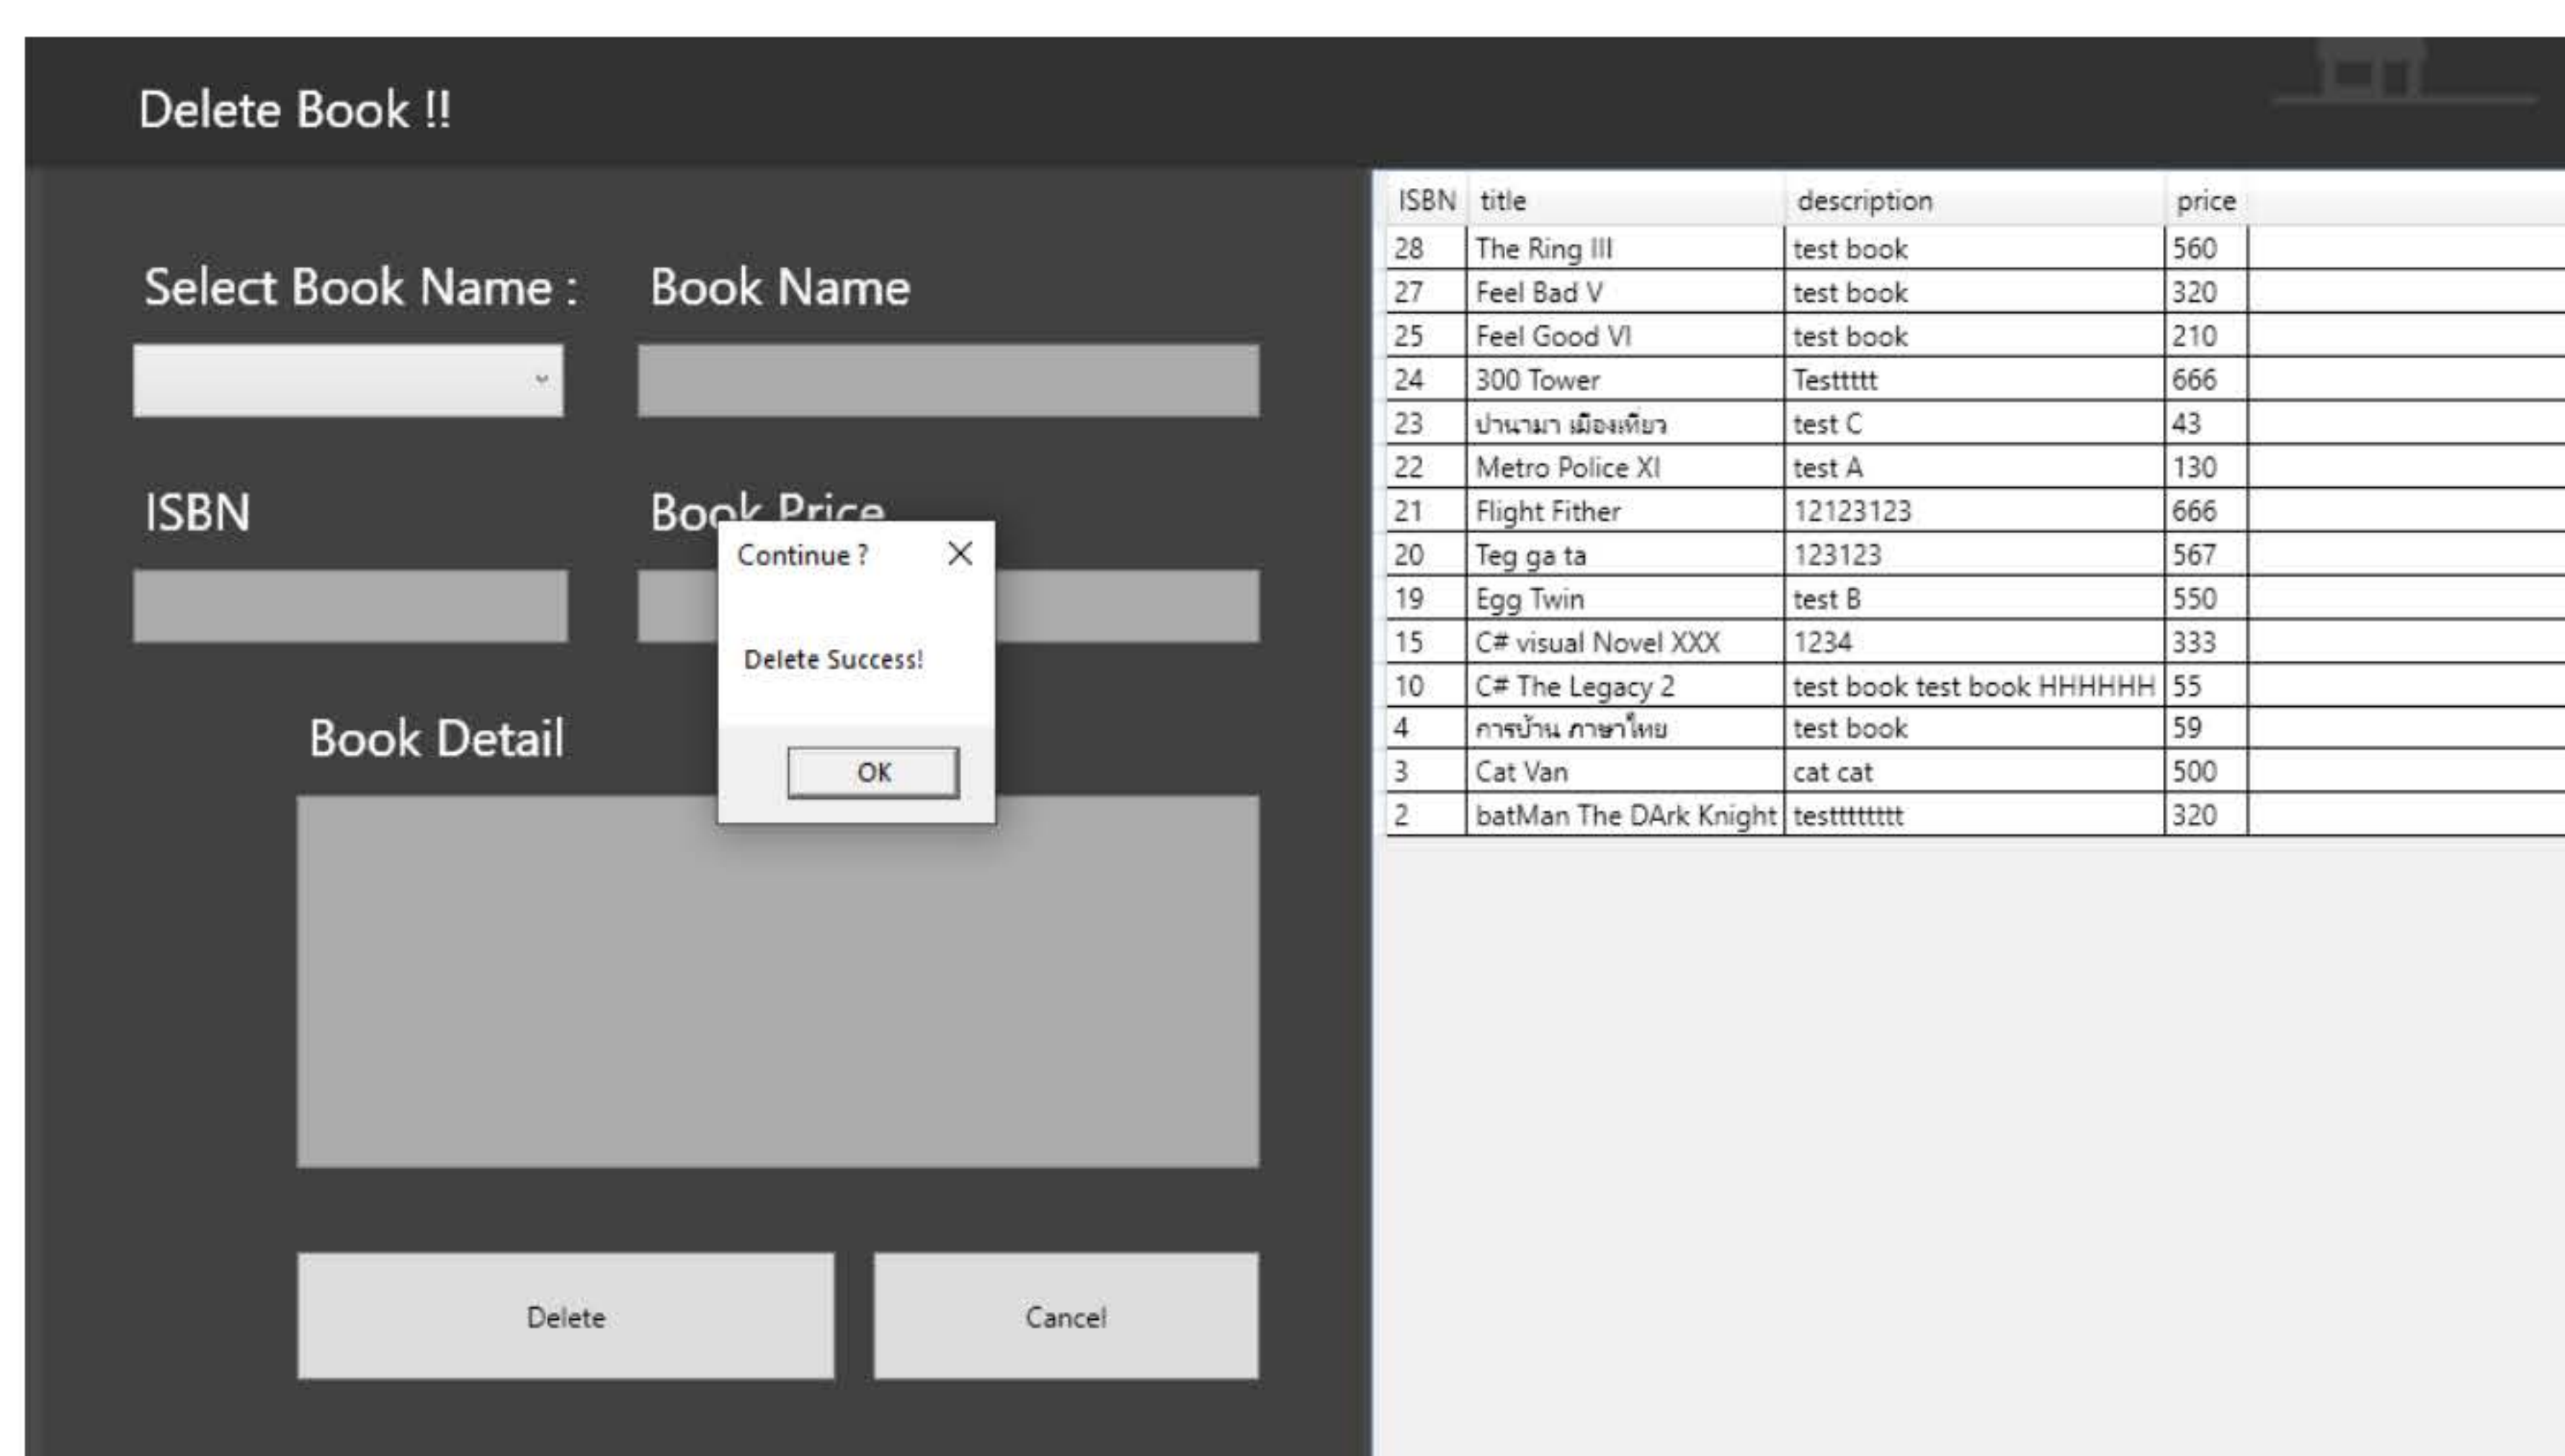 Delete Book !!
Select Book Name :
Book Name
ISBN
Book Price
Continue ?
Delete Success!
OK
Book Detail
Delete
Cancel
ISBN title description price
28 The Ring III test book 560
27 Feel Bad V test book 320
25 Feel Good VI test book 210
24 300 Tower Testtttt 666
23 ปานามา เมืองเที่ยว test C 43
22 Metro Police XI test A 130
21 Flight Fither 12123123 666
20 Teg ga ta 123123 567
19 Egg Twin test B 550
15 C# visual Novel XXX 1234 333
10 C# The Legacy 2 test book test book HHHHHH 55
4 การบ้าน ภาษาไทย test book 59
3 Cat Van cat cat 500
2 batMan The DArk Knight testtttttttt 320